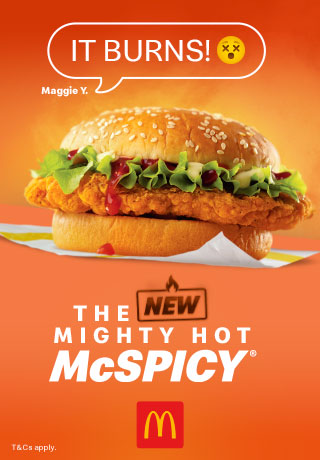 IT BURNS! 😵
Maggie Y.
THE NEW
MIGHTY HOT
McSPICY®
T&Cs apply.